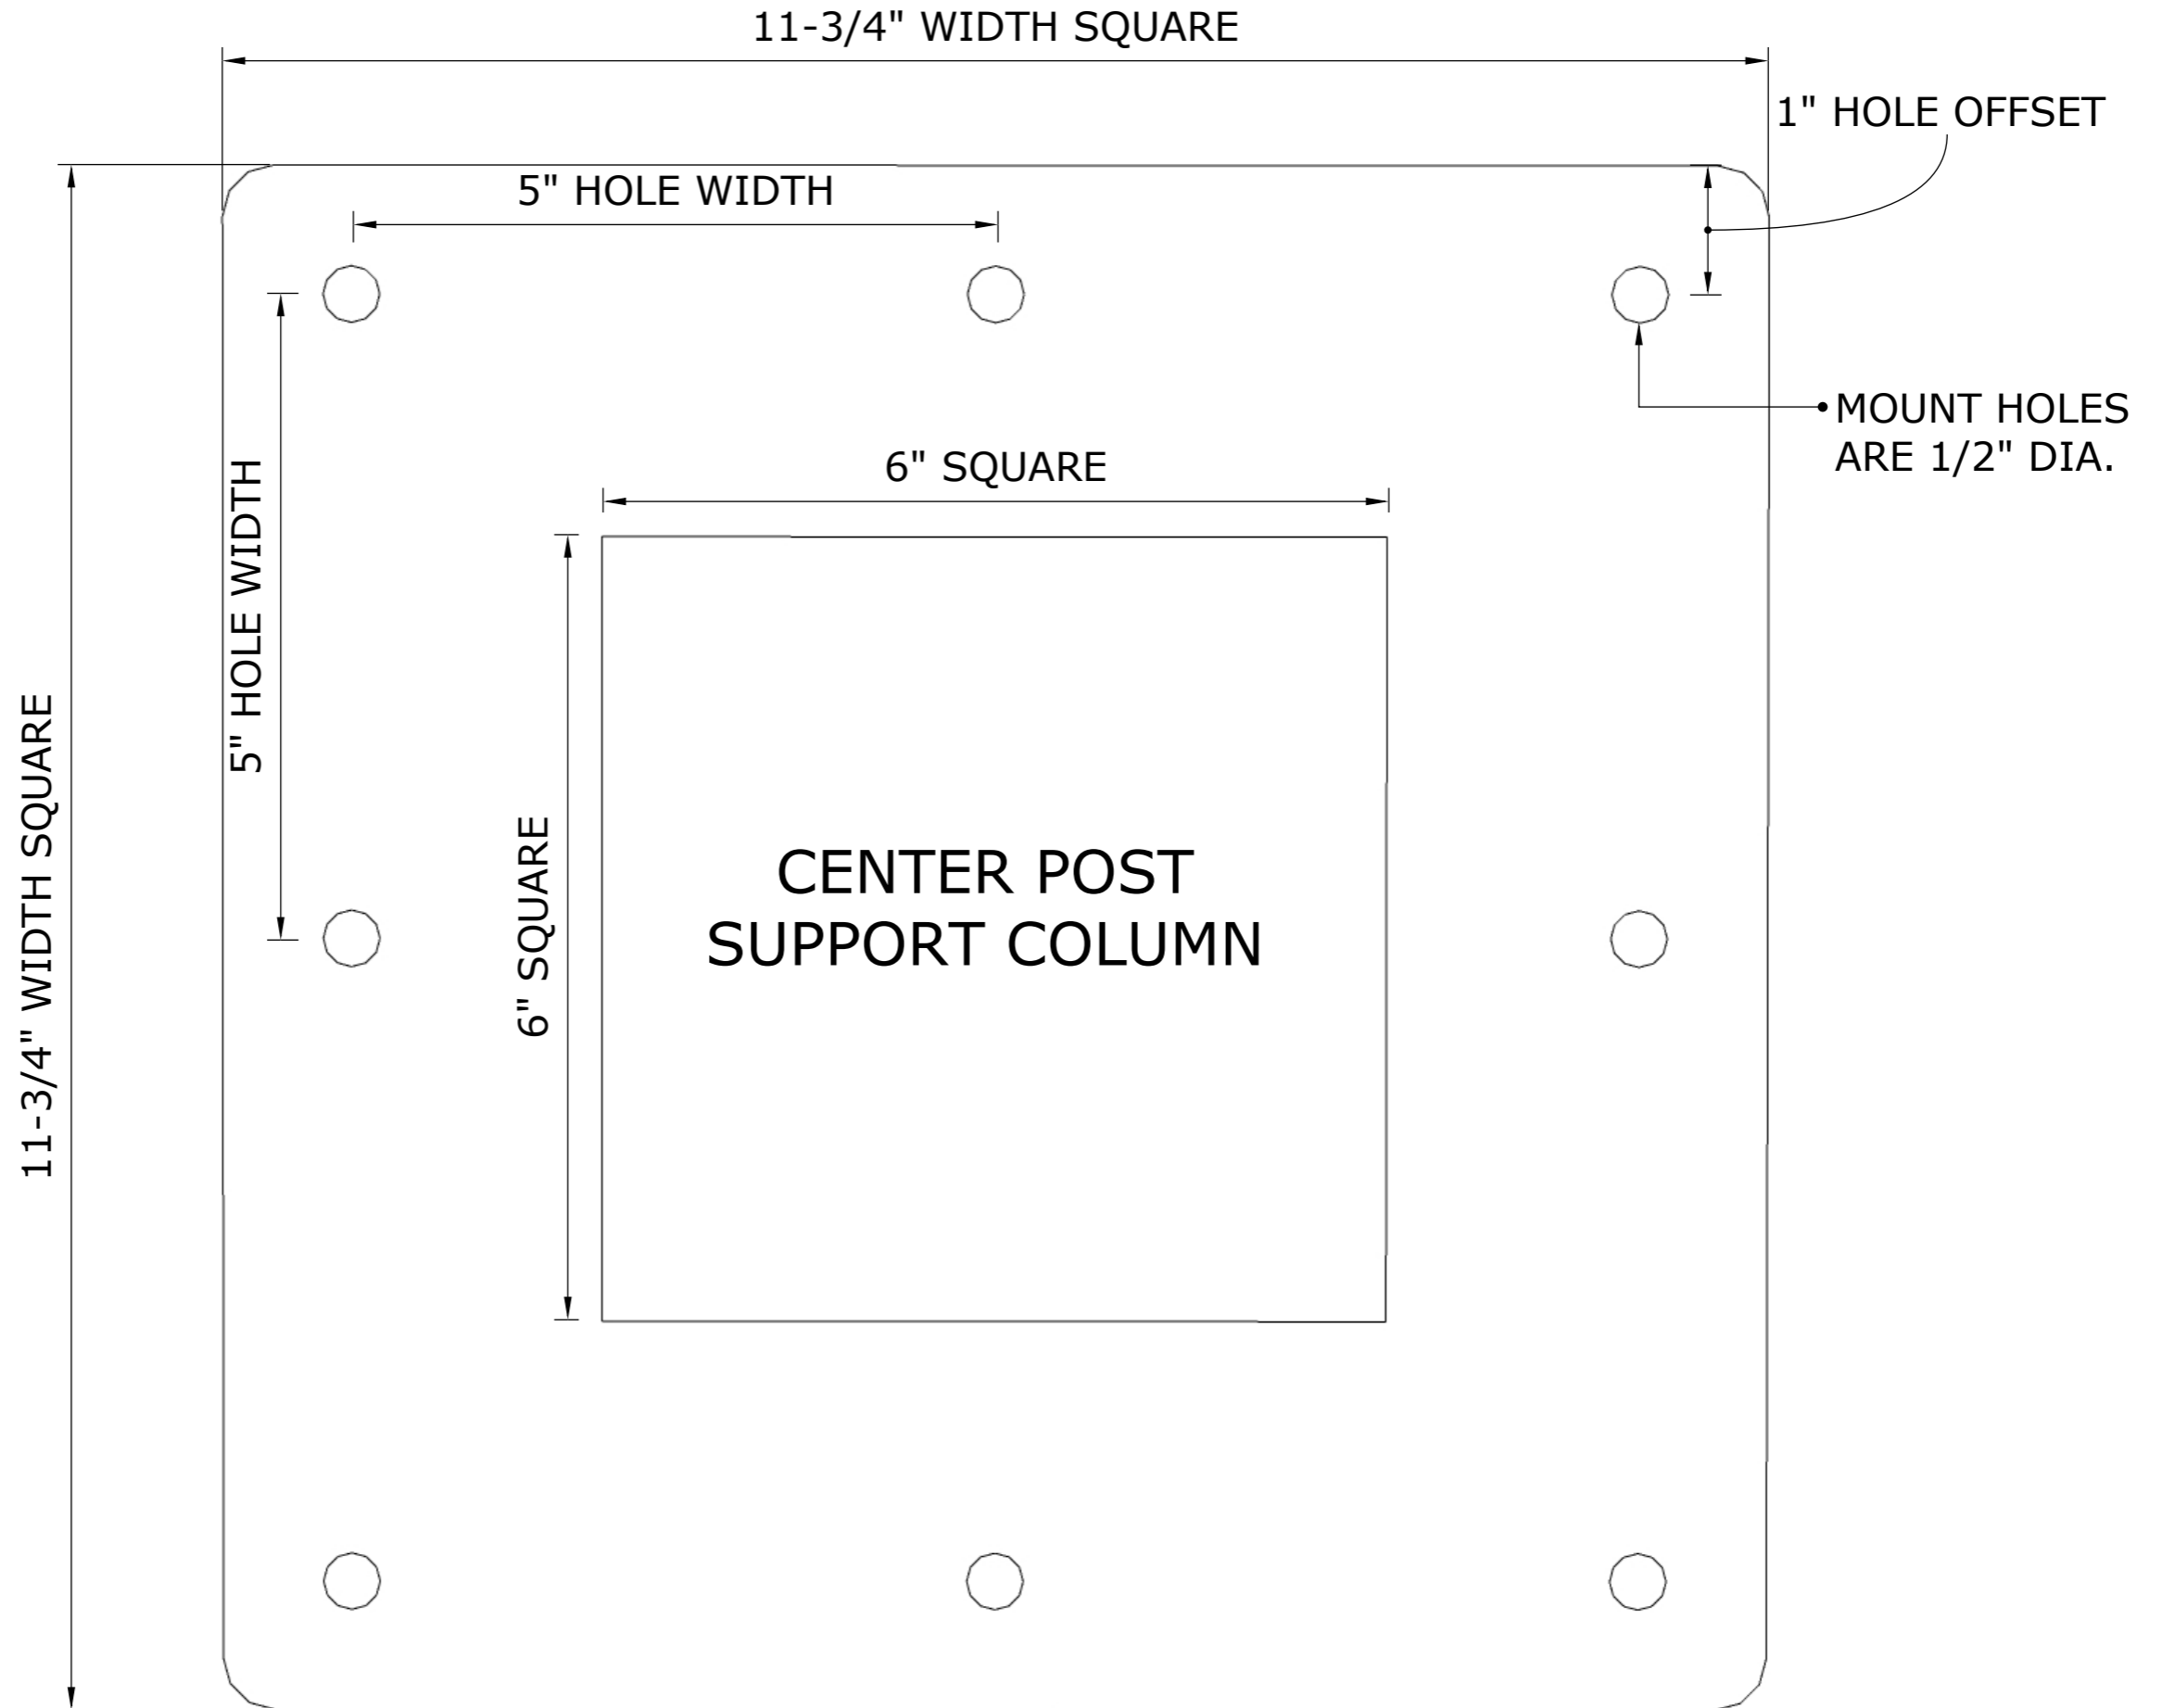 11-3/4" WIDTH SQUARE
1" HOLE OFFSET
5" HOLE WIDTH
MOUNT HOLES
ARE 1/2" DIA.
6" SQUARE
5" HOLE WIDTH
11-3/4" WIDTH SQUARE
6" SQUARE
CENTER POST
SUPPORT COLUMN